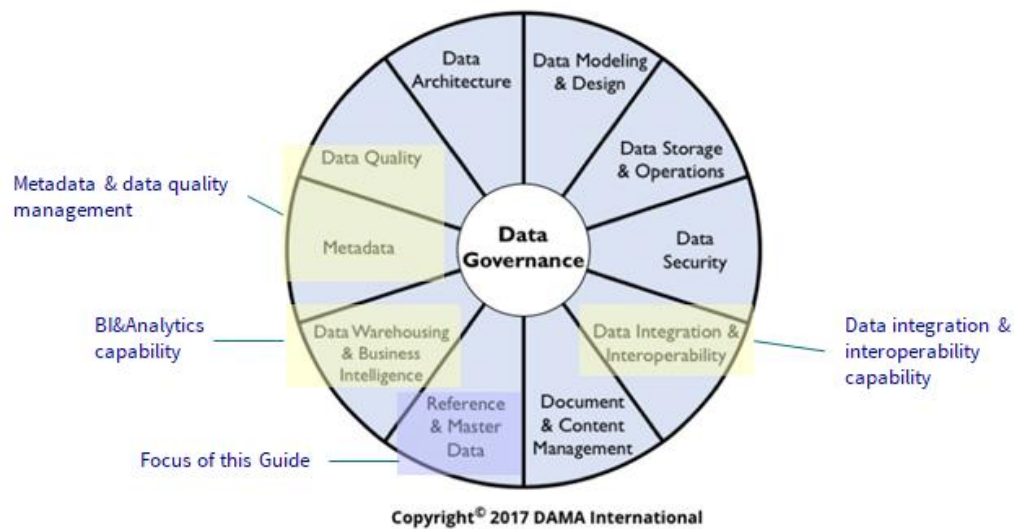 Data
Architecture
Data Modeling
& Design
Data Quality
Data Storage
& Operations
Metadata & data quality
management
Metadata
Data
Governance
Data
Security
BI&Analytics
capability
Data Warehousing
& Business
Intelligence
Data Integration &
Interoperability
Data integration &
interoperability
capability
Reference
& Master
Data
Document
& Content
Management
Focus of this Guide
Copyright© 2017 DAMA International